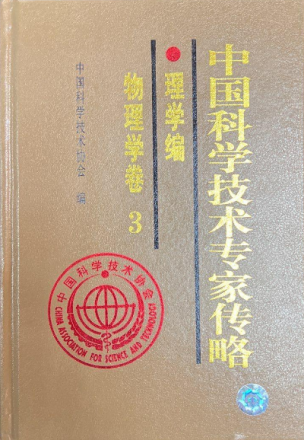 中国科学技术专家传略
理学编
物理学卷 3
中国科学技术协会 编
中国科学技术协会
CHINA ASSOCIATION FOR SCIENCE AND TECHNOLOGY